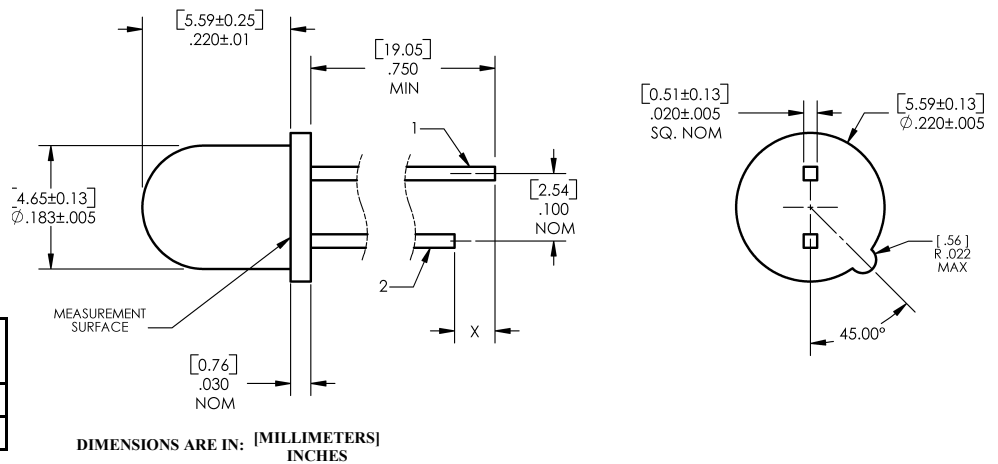 [5.59±0.25]
.220±.01
[19.05]
.750
MIN
1
[2.54]
.100
NOM
4.65±0.13]
Ø.183±.005
2
MEASUREMENT
SURFACE
X
[0.76]
.030
NOM
[0.51±0.13]
.020±.005
SQ. NOM
[5.59±0.13]
Ø.220±.005
[.56]
R .022
MAX
45.00°
DIMENSIONS ARE IN: [MILLIMETERS]
INCHES